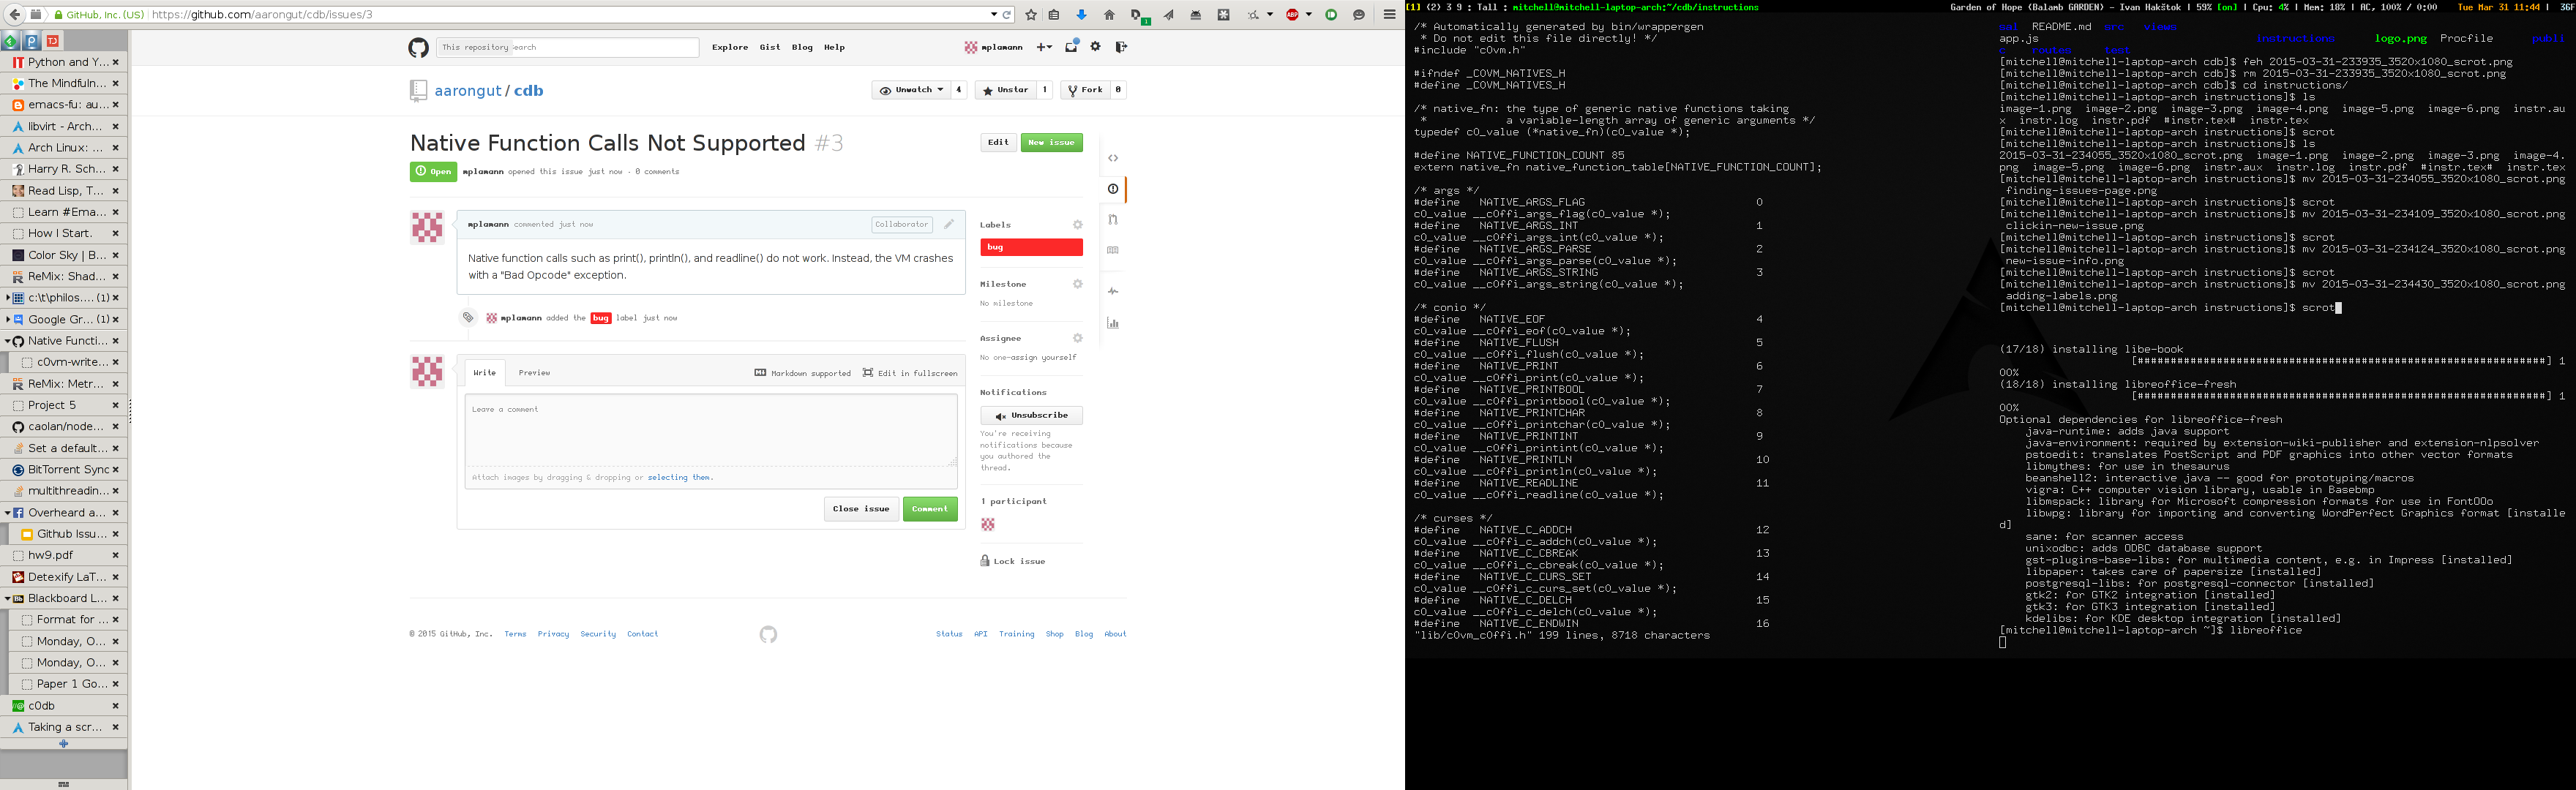 GitHub, Inc. (US)
https://github.com/aarongut/cdb/issues/3
Python and Y...
The Mindfuln...
emacs-fu: au...
libvirt - Arch...
Arch Linux: ...
Harry R. Sch...
Read Lisp, T...
Learn #Ema...
How I Start.
Color Sky | B...
ReMix: Shad...
c:\t\philos.... (1)
Google Gr... (1)
Native Functi...
c0vm-write...
ReMix: Metr...
Project 5
caolan/node...
Set a default...
BitTorrent Sync
multithreadin...
Overheard a...
Github Issu...
hw9.pdf
Detexify LaT...
Blackboard L...
Format for ...
Monday, O...
Monday, O...
Paper 1 Go...
c0db
Taking a scr...
This repository
Explore Gist Blog Help
mplamann
aarongut / cdb
Unwatch 4
Unstar 1
Fork 0
Native Function Calls Not Supported #3
Edit
New issue
Open
mplamann opened this issue just now · 0 comments
mplamann commented just now
Collaborator
Native function calls such as print(), println(), and readline() do not work. Instead, the VM crashes
with a "Bad Opcode" exception.
mplamann added the bug label just now
Write
Preview
Markdown supported
Edit in fullscreen
Leave a comment
Attach images by dragging & dropping or selecting them.
Close issue
Comment
Labels
bug
Milestone
No milestone
Assignee
No one—assign yourself
Notifications
Unsubscribe
You're receiving
notifications because
you authored the
thread.
1 participant
Lock issue
© 2015 GitHub, Inc. Terms Privacy Security Contact
Status API Training Shop Blog About
[1] (2) 3 9 : Tall : mitchell@mitchell-laptop-arch:~/cdb/instructions
Garden of Hope (Balamb GARDEN) - Ivan Hakštok | 59% [on] | Cpu: 4% | Mem: 18% | AC, 100% / 0:00 Tue Mar 31 11:44 | 36F
/* Automatically generated by bin/wrappergen
* Do not edit this file directly! */
#include "c0vm.h"
#ifndef _C0VM_NATIVES_H
#define _C0VM_NATIVES_H
/* native_fn: the type of generic native functions taking
* a variable-length array of generic arguments */
typedef c0_value (*native_fn)(c0_value *);
#define NATIVE_FUNCTION_COUNT 85
extern native_fn native_function_table[NATIVE_FUNCTION_COUNT];
/* args */
#define NATIVE_ARGS_FLAG 0
c0_value __c0ffi_args_flag(c0_value *);
#define NATIVE_ARGS_INT 1
c0_value __c0ffi_args_int(c0_value *);
#define NATIVE_ARGS_PARSE 2
c0_value __c0ffi_args_parse(c0_value *);
#define NATIVE_ARGS_STRING 3
c0_value __c0ffi_args_string(c0_value *);
/* conio */
#define NATIVE_EOF 4
c0_value __c0ffi_eof(c0_value *);
#define NATIVE_FLUSH 5
c0_value __c0ffi_flush(c0_value *);
#define NATIVE_PRINT 6
c0_value __c0ffi_print(c0_value *);
#define NATIVE_PRINTBOOL 7
c0_value __c0ffi_printbool(c0_value *);
#define NATIVE_PRINTCHAR 8
c0_value __c0ffi_printchar(c0_value *);
#define NATIVE_PRINTINT 9
c0_value __c0ffi_printint(c0_value *);
#define NATIVE_PRINTLN 10
c0_value __c0ffi_println(c0_value *);
#define NATIVE_READLINE 11
c0_value __c0ffi_readline(c0_value *);
/* curses */
#define NATIVE_C_ADDCH 12
c0_value __c0ffi_c_addch(c0_value *);
#define NATIVE_C_CBREAK 13
c0_value __c0ffi_c_cbreak(c0_value *);
#define NATIVE_C_CURS_SET 14
c0_value __c0ffi_c_curs_set(c0_value *);
#define NATIVE_C_DELCH 15
c0_value __c0ffi_c_delch(c0_value *);
#define NATIVE_C_ENDWIN 16
"lib/c0vm_c0ffi.h" 199 lines, 8718 characters
README.md src views
app.js instructions logo.png Procfile publi
c routes test
[mitchell@mitchell-laptop-arch cdb]$ feh 2015-03-31-233935_3520x1080_scrot.png
[mitchell@mitchell-laptop-arch cdb]$ rm 2015-03-31-233935_3520x1080_scrot.png
[mitchell@mitchell-laptop-arch cdb]$ cd instructions/
[mitchell@mitchell-laptop-arch instructions]$ ls
image-1.png image-2.png image-3.png image-4.png image-5.png image-6.png instr.au
x instr.log instr.pdf #instr.tex# instr.tex
[mitchell@mitchell-laptop-arch instructions]$ scrot
[mitchell@mitchell-laptop-arch instructions]$ ls
2015-03-31-234055_3520x1080_scrot.png image-1.png image-2.png image-3.png image-4.
png image-5.png image-6.png instr.aux instr.log instr.pdf #instr.tex# instr.tex
[mitchell@mitchell-laptop-arch instructions]$ mv 2015-03-31-234055_3520x1080_scrot.png
finding-issues-page.png
[mitchell@mitchell-laptop-arch instructions]$ scrot
[mitchell@mitchell-laptop-arch instructions]$ mv 2015-03-31-234109_3520x1080_scrot.png
clickin-new-issue.png
[mitchell@mitchell-laptop-arch instructions]$ scrot
[mitchell@mitchell-laptop-arch instructions]$ mv 2015-03-31-234124_3520x1080_scrot.png
new-issue-info.png
[mitchell@mitchell-laptop-arch instructions]$ scrot
[mitchell@mitchell-laptop-arch instructions]$ mv 2015-03-31-234430_3520x1080_scrot.png
adding-labels.png
[mitchell@mitchell-laptop-arch instructions]$ scrot
(17/18) installing libe-book
[##############################################################] 1
00%
(18/18) installing libreoffice-fresh
[##############################################################] 1
00%
Optional dependencies for libreoffice-fresh
java-runtime: adds java support
java-environment: required by extension-wiki-publisher and extension-nlpsolver
pstoedit: translates PostScript and PDF graphics into other vector formats
libmythes: for use in thesaurus
beanshell2: interactive java -- good for prototyping/macros
vigra: C++ computer vision library, usable in Basebmp
libmspack: library for Microsoft compression formats for use in FontOOo
libwpg: library for importing and converting WordPerfect Graphics format [installe
d]
sane: for scanner access
unixodbc: adds ODBC database support
gst-plugins-base-libs: for multimedia content, e.g. in Impress [installed]
libpaper: takes care of papersize [installed]
postgresql-libs: for postgresql-connector [installed]
gtk2: for GTK2 integration [installed]
gtk3: for GTK3 integration [installed]
kdelibs: for KDE desktop integration [installed]
[mitchell@mitchell-laptop-arch ~]$ libreoffice